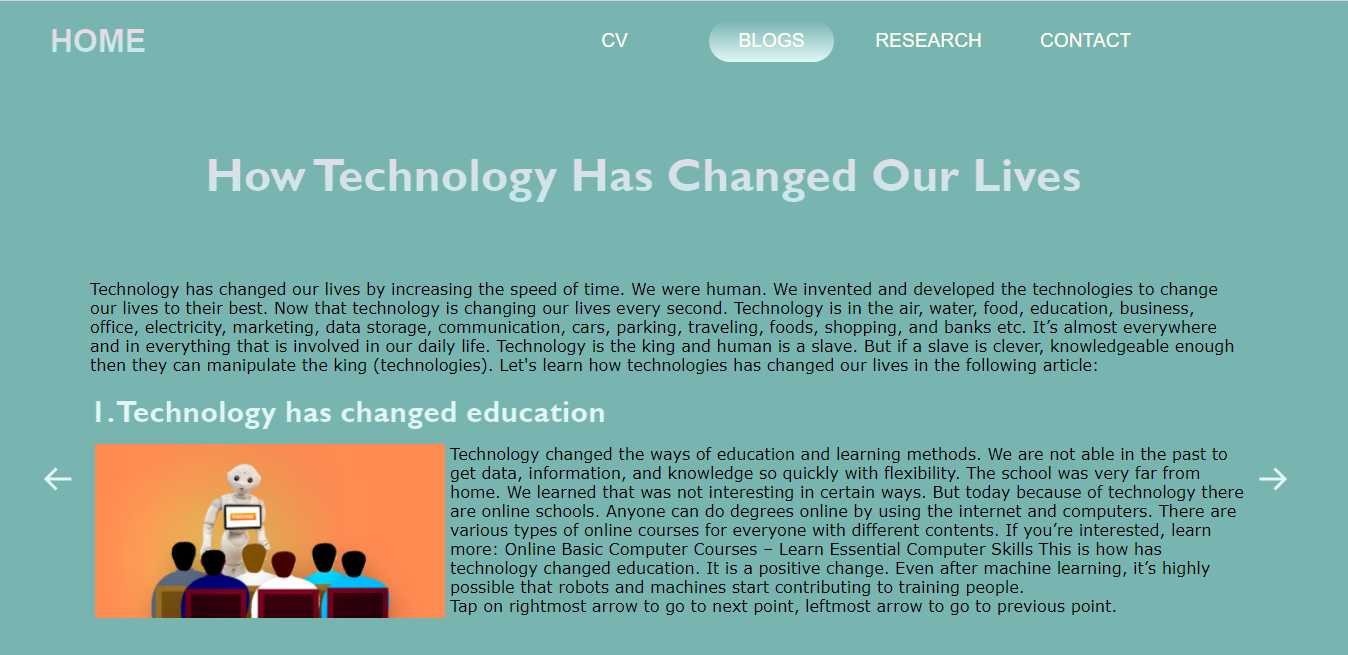 HOME CV BLOGS RESEARCH CONTACT
How Technology Has Changed Our Lives
Technology has changed our lives by increasing the speed of time. We were human. We invented and developed the technologies to change
our lives to their best. Now that technology is changing our lives every second. Technology is in the air, water, food, education, business,
office, electricity, marketing, data storage, communication, cars, parking, traveling, foods, shopping, and banks etc. It’s almost everywhere
and in everything that is involved in our daily life. Technology is the king and human is a slave. But if a slave is clever, knowledgeable enough
then they can manipulate the king (technologies). Let's learn how technologies has changed our lives in the following article:
1.Technology has changed education
Technology changed the ways of education and learning methods. We are not able in the past to
get data, information, and knowledge so quickly with flexibility. The school was very far from
home. We learned that was not interesting in certain ways. But today because of technology there
are online schools. Anyone can do degrees online by using the internet and computers. There are
various types of online courses for everyone with different contents. If you’re interested, learn
more: Online Basic Computer Courses – Learn Essential Computer Skills This is how has
technology changed education. It is a positive change. Even after machine learning, it’s highly
possible that robots and machines start contributing to training people.
Tap on rightmost arrow to go to next point, leftmost arrow to go to previous point.